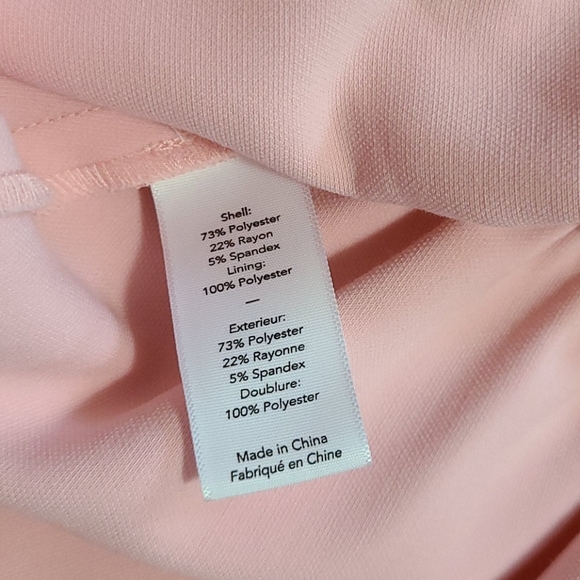 Shell:
73% Polyester
22% Rayon
5% Spandex
Lining:
100% Polyester
—
Exterieur:
73% Polyester
22% Rayonne
5% Spandex
Doublure:
100% Polyester
Made in China
Fabriqué en Chine